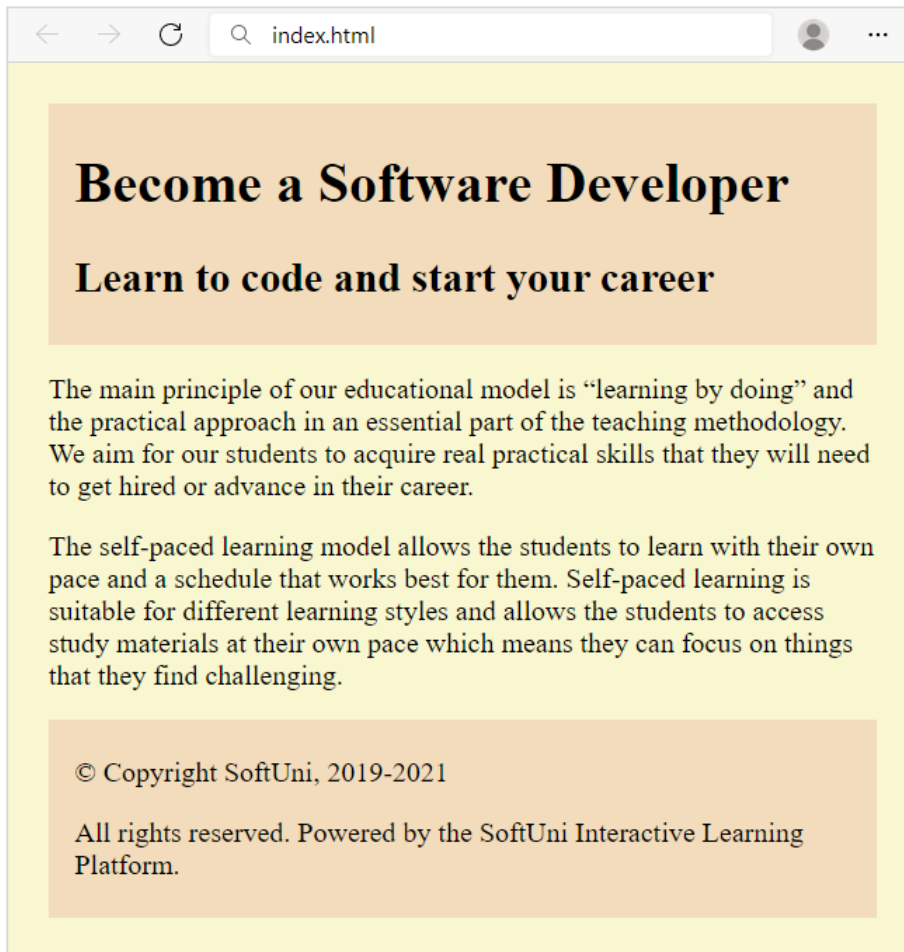 index.html
Become a Software Developer
Learn to code and start your career
The main principle of our educational model is “learning by doing” and
the practical approach in an essential part of the teaching methodology.
We aim for our students to acquire real practical skills that they will need
to get hired or advance in their career.
The self-paced learning model allows the students to learn with their own
pace and a schedule that works best for them. Self-paced learning is
suitable for different learning styles and allows the students to access
study materials at their own pace which means they can focus on things
that they find challenging.
© Copyright SoftUni, 2019-2021
All rights reserved. Powered by the SoftUni Interactive Learning
Platform.